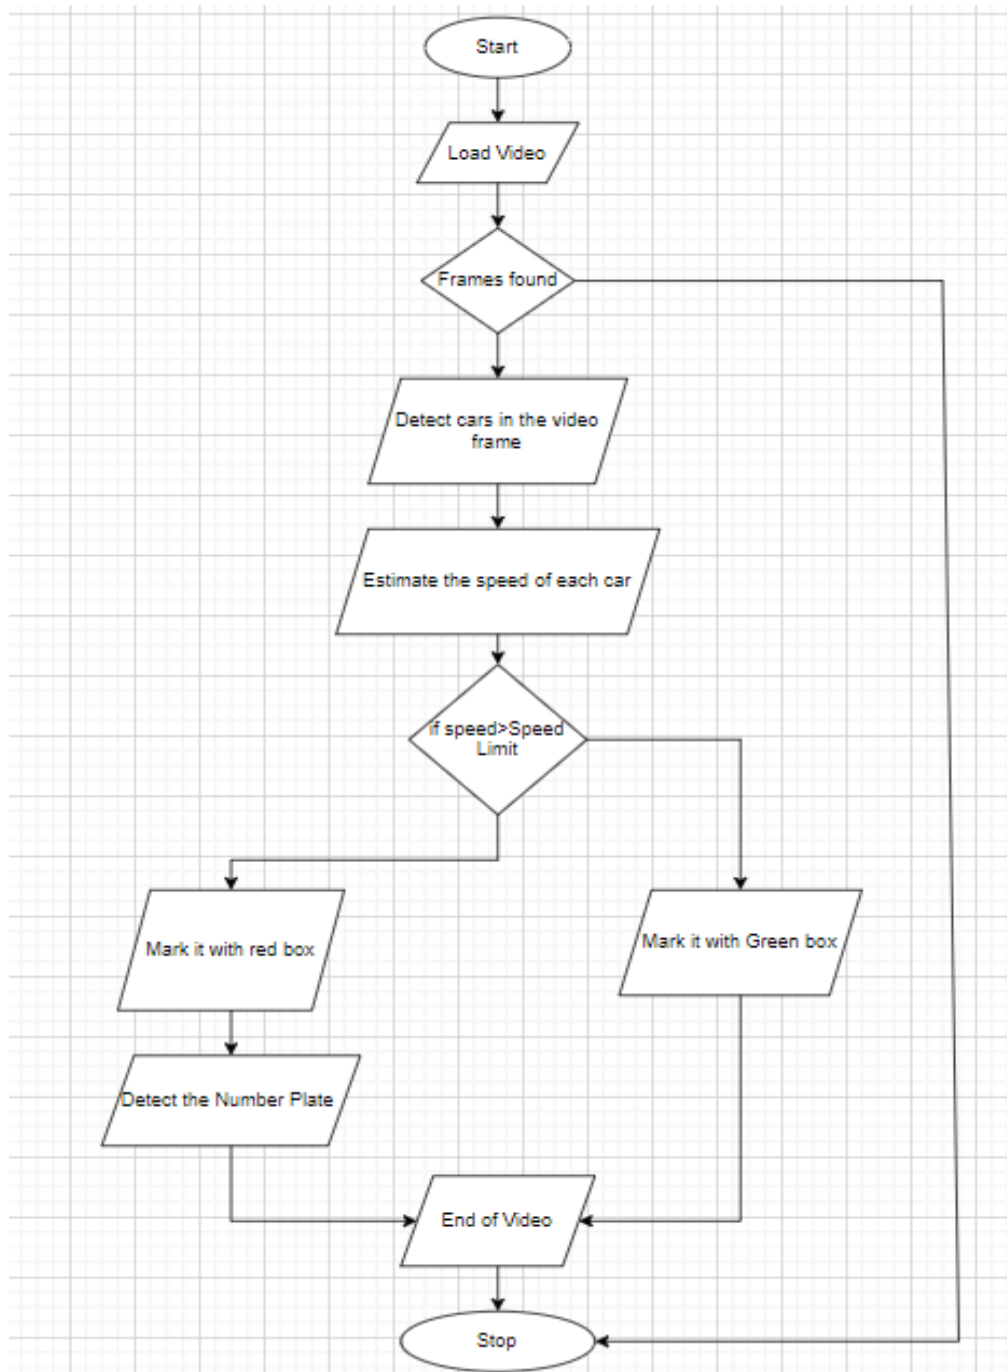 Start
Load Video
Frames found
Detect cars in the video
frame
Estimate the speed of each car
if speed>Speed
Limit
Mark it with red box
Mark it with Green box
Detect the Number Plate
End of Video
Stop